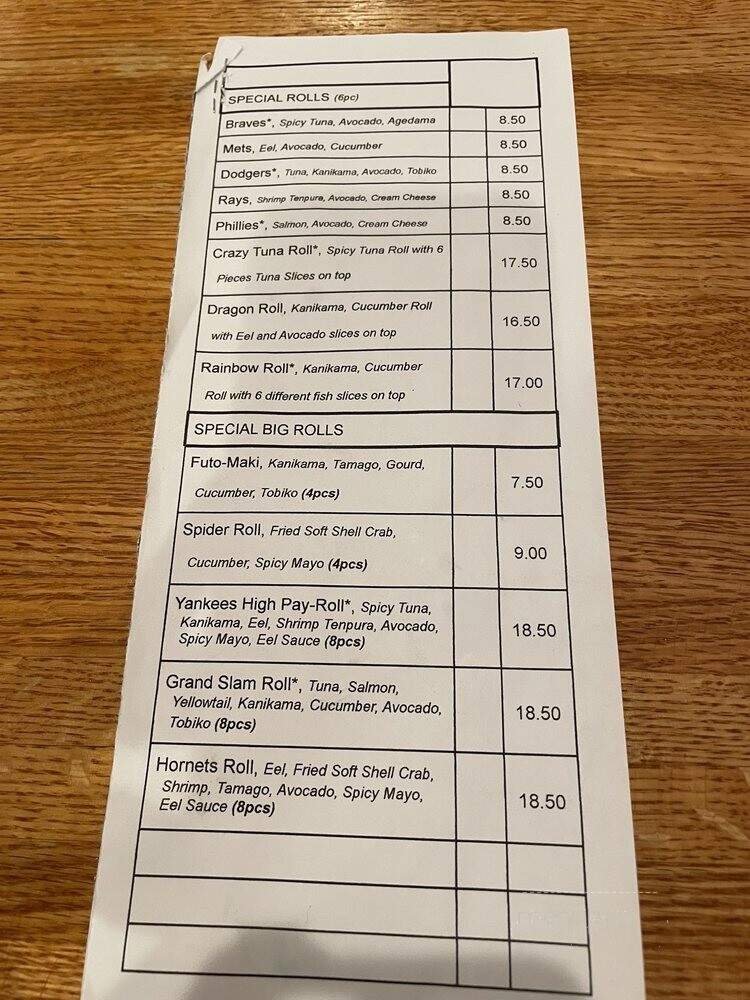 SPECIAL ROLLS (6pc)
Braves*, Spicy Tuna, Avocado, Agedama 8.50
Mets, Eel, Avocado, Cucumber 8.50
Dodgers*, Tuna, Kanikama, Avocado, Tobiko 8.50
Rays, Shrimp Tenpura, Avocado, Cream Cheese 8.50
Phillies*, Salmon, Avocado, Cream Cheese 8.50
Crazy Tuna Roll*, Spicy Tuna Roll with 6
Pieces Tuna Slices on top 17.50
Dragon Roll, Kanikama, Cucumber Roll
with Eel and Avocado slices on top 16.50
Rainbow Roll*, Kanikama, Cucumber
Roll with 6 different fish slices on top 17.00
SPECIAL BIG ROLLS
Futo-Maki, Kanikama, Tamago, Gourd,
Cucumber, Tobiko (4pcs) 7.50
Spider Roll, Fried Soft Shell Crab,
Cucumber, Spicy Mayo (4pcs) 9.00
Yankees High Pay-Roll*, Spicy Tuna,
Kanikama, Eel, Shrimp Tenpura, Avocado,
Spicy Mayo, Eel Sauce (8pcs) 18.50
Grand Slam Roll*, Tuna, Salmon,
Yellowtail, Kanikama, Cucumber, Avocado,
Tobiko (8pcs) 18.50
Hornets Roll, Eel, Fried Soft Shell Crab,
Shrimp, Tamago, Avocado, Spicy Mayo,
Eel Sauce (8pcs) 18.50